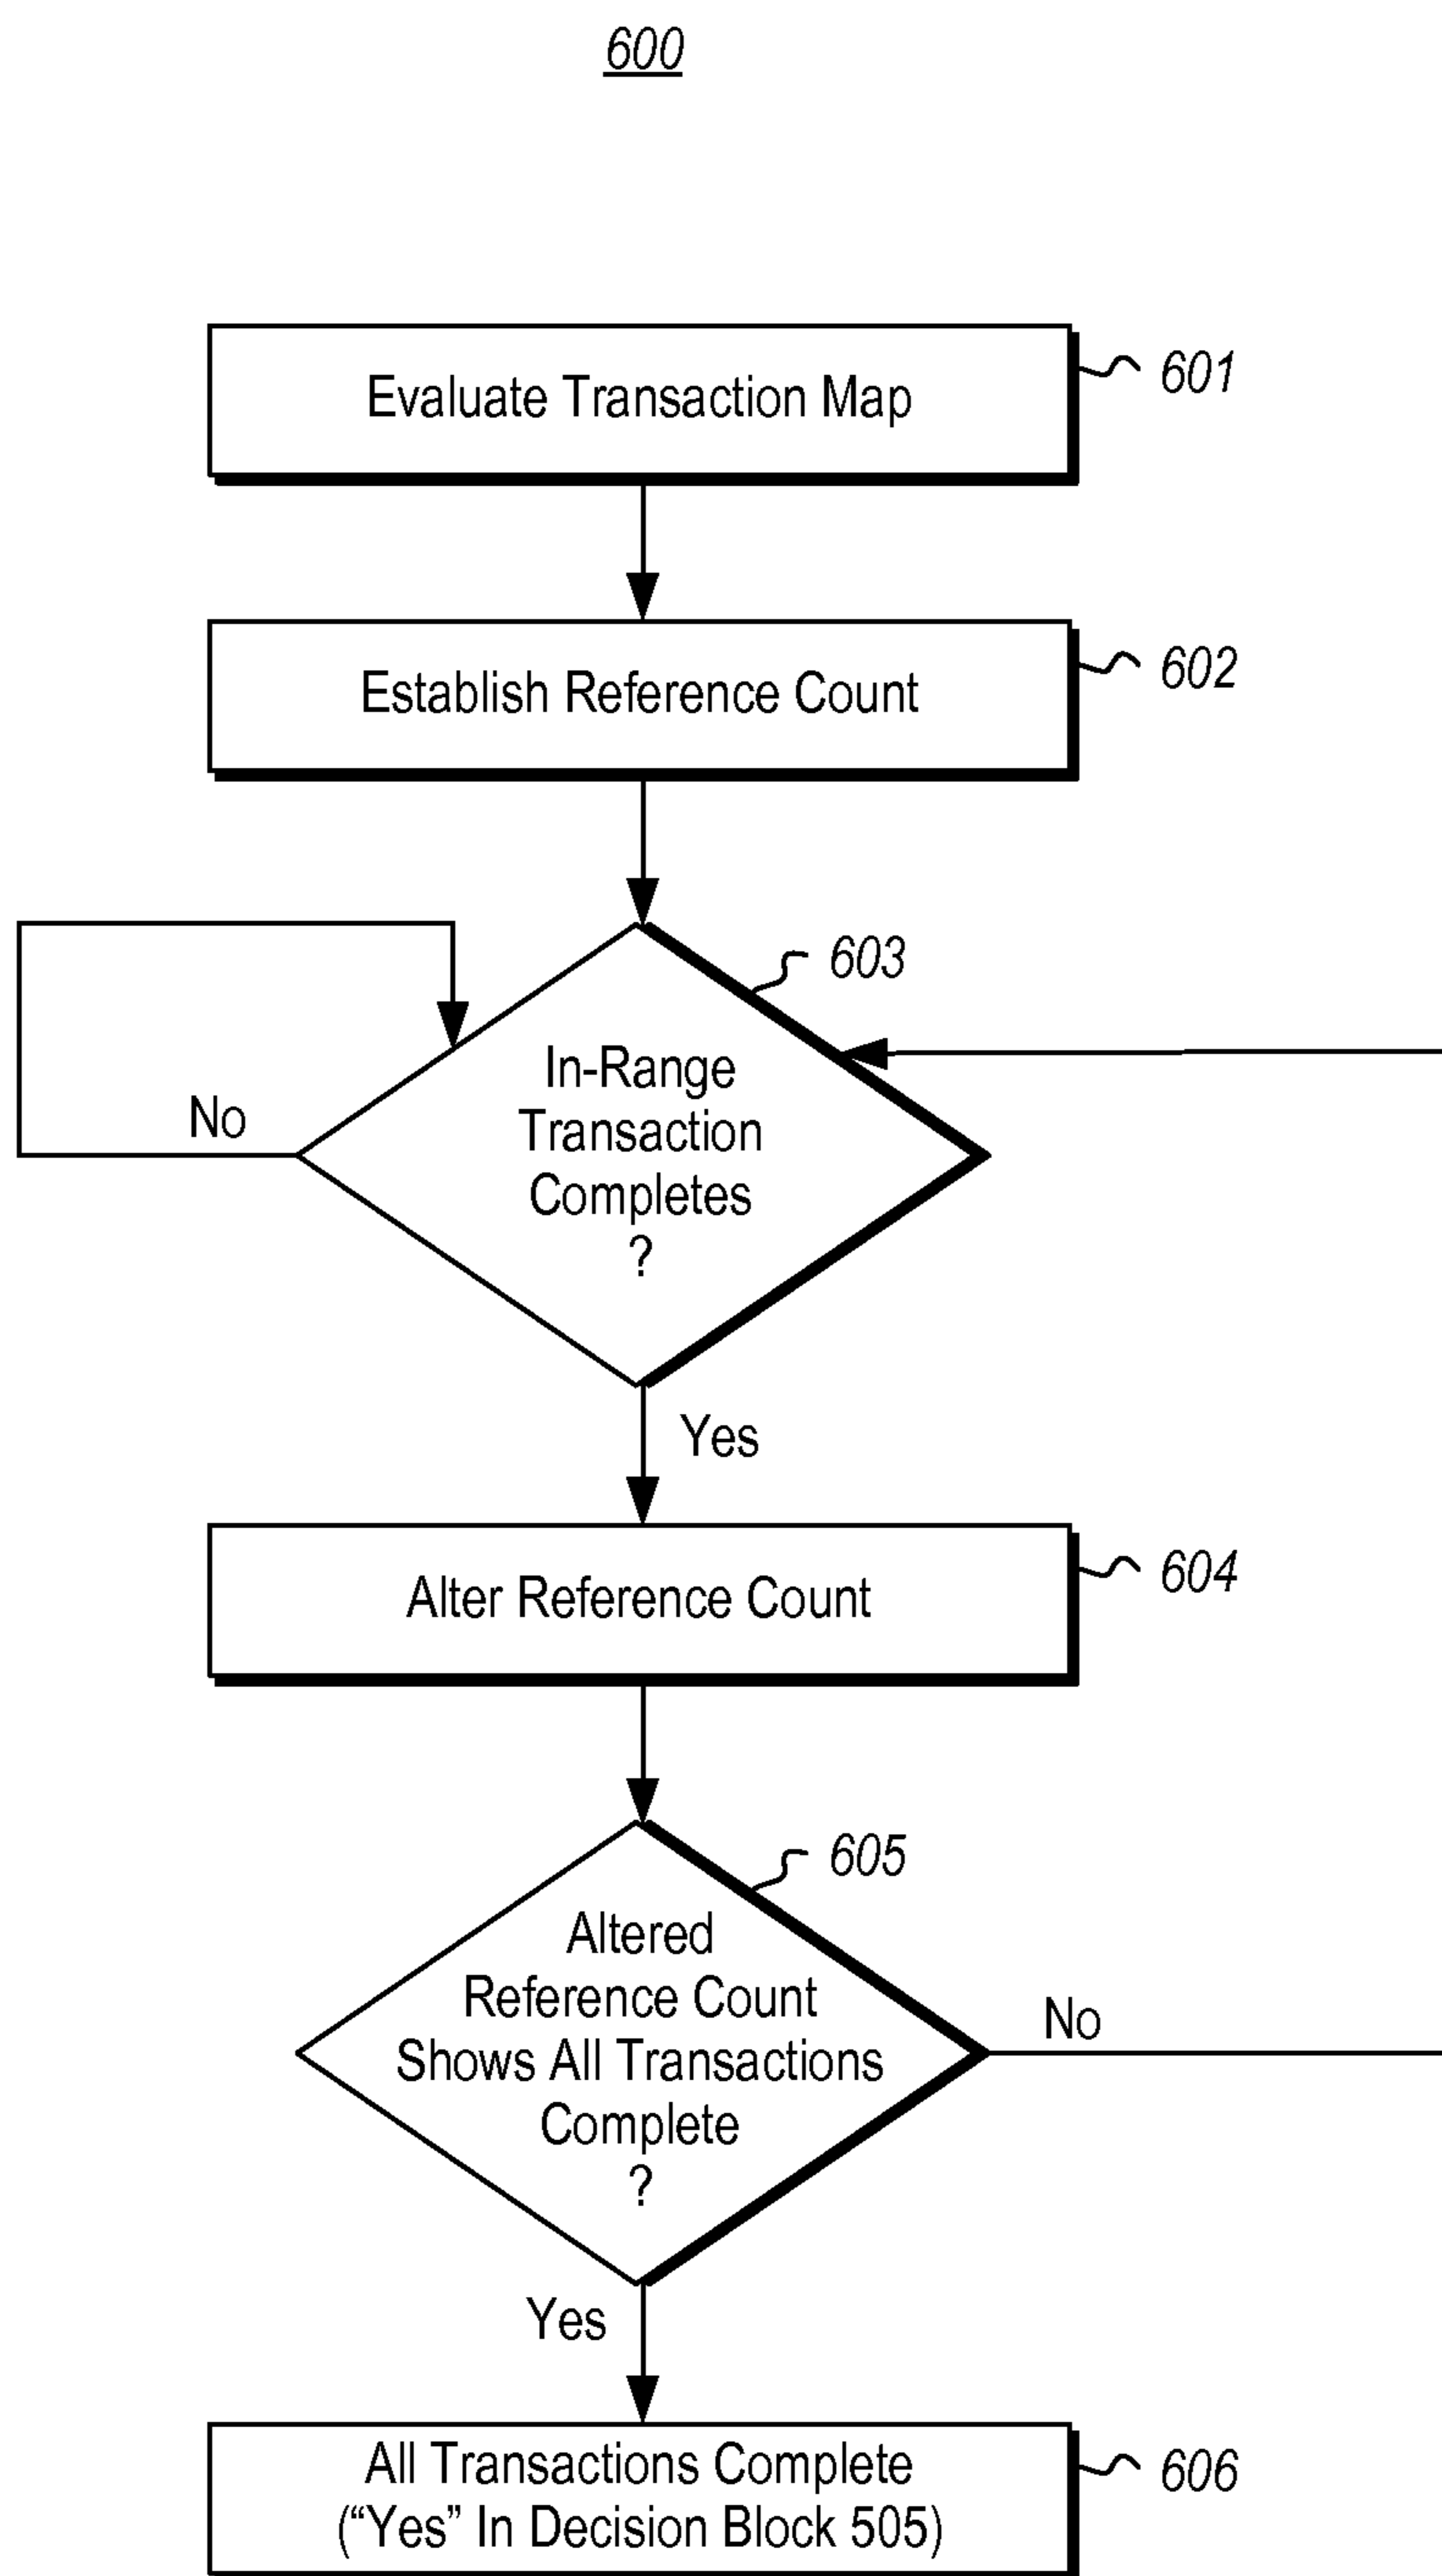 600
Evaluate Transaction Map
601
Establish Reference Count
602
603
In-Range
Transaction
Completes
?
No
Yes
Alter Reference Count
604
605
Altered
Reference Count
Shows All Transactions
Complete
?
No
Yes
All Transactions Complete
(“Yes” In Decision Block 505)
606